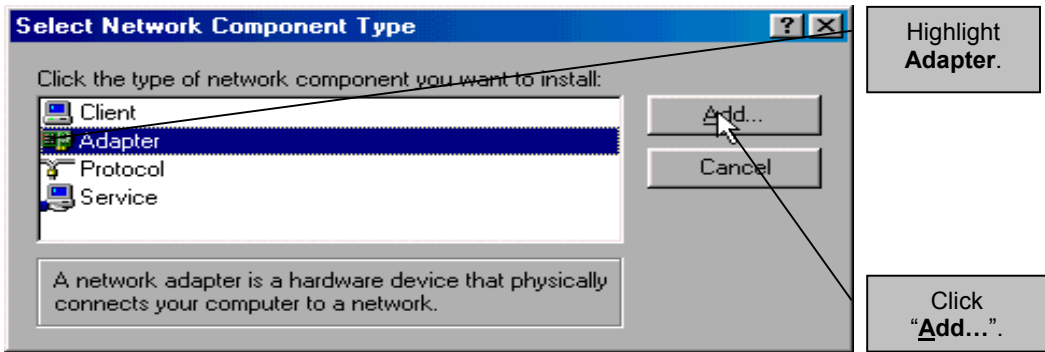 Select Network Component Type
Click the type of network component you want to install:
Client
Adapter
Protocol
Service
Add...
Cancel
A network adapter is a hardware device that physically
connects your computer to a network.
Highlight
Adapter.
Click
“Add…”.